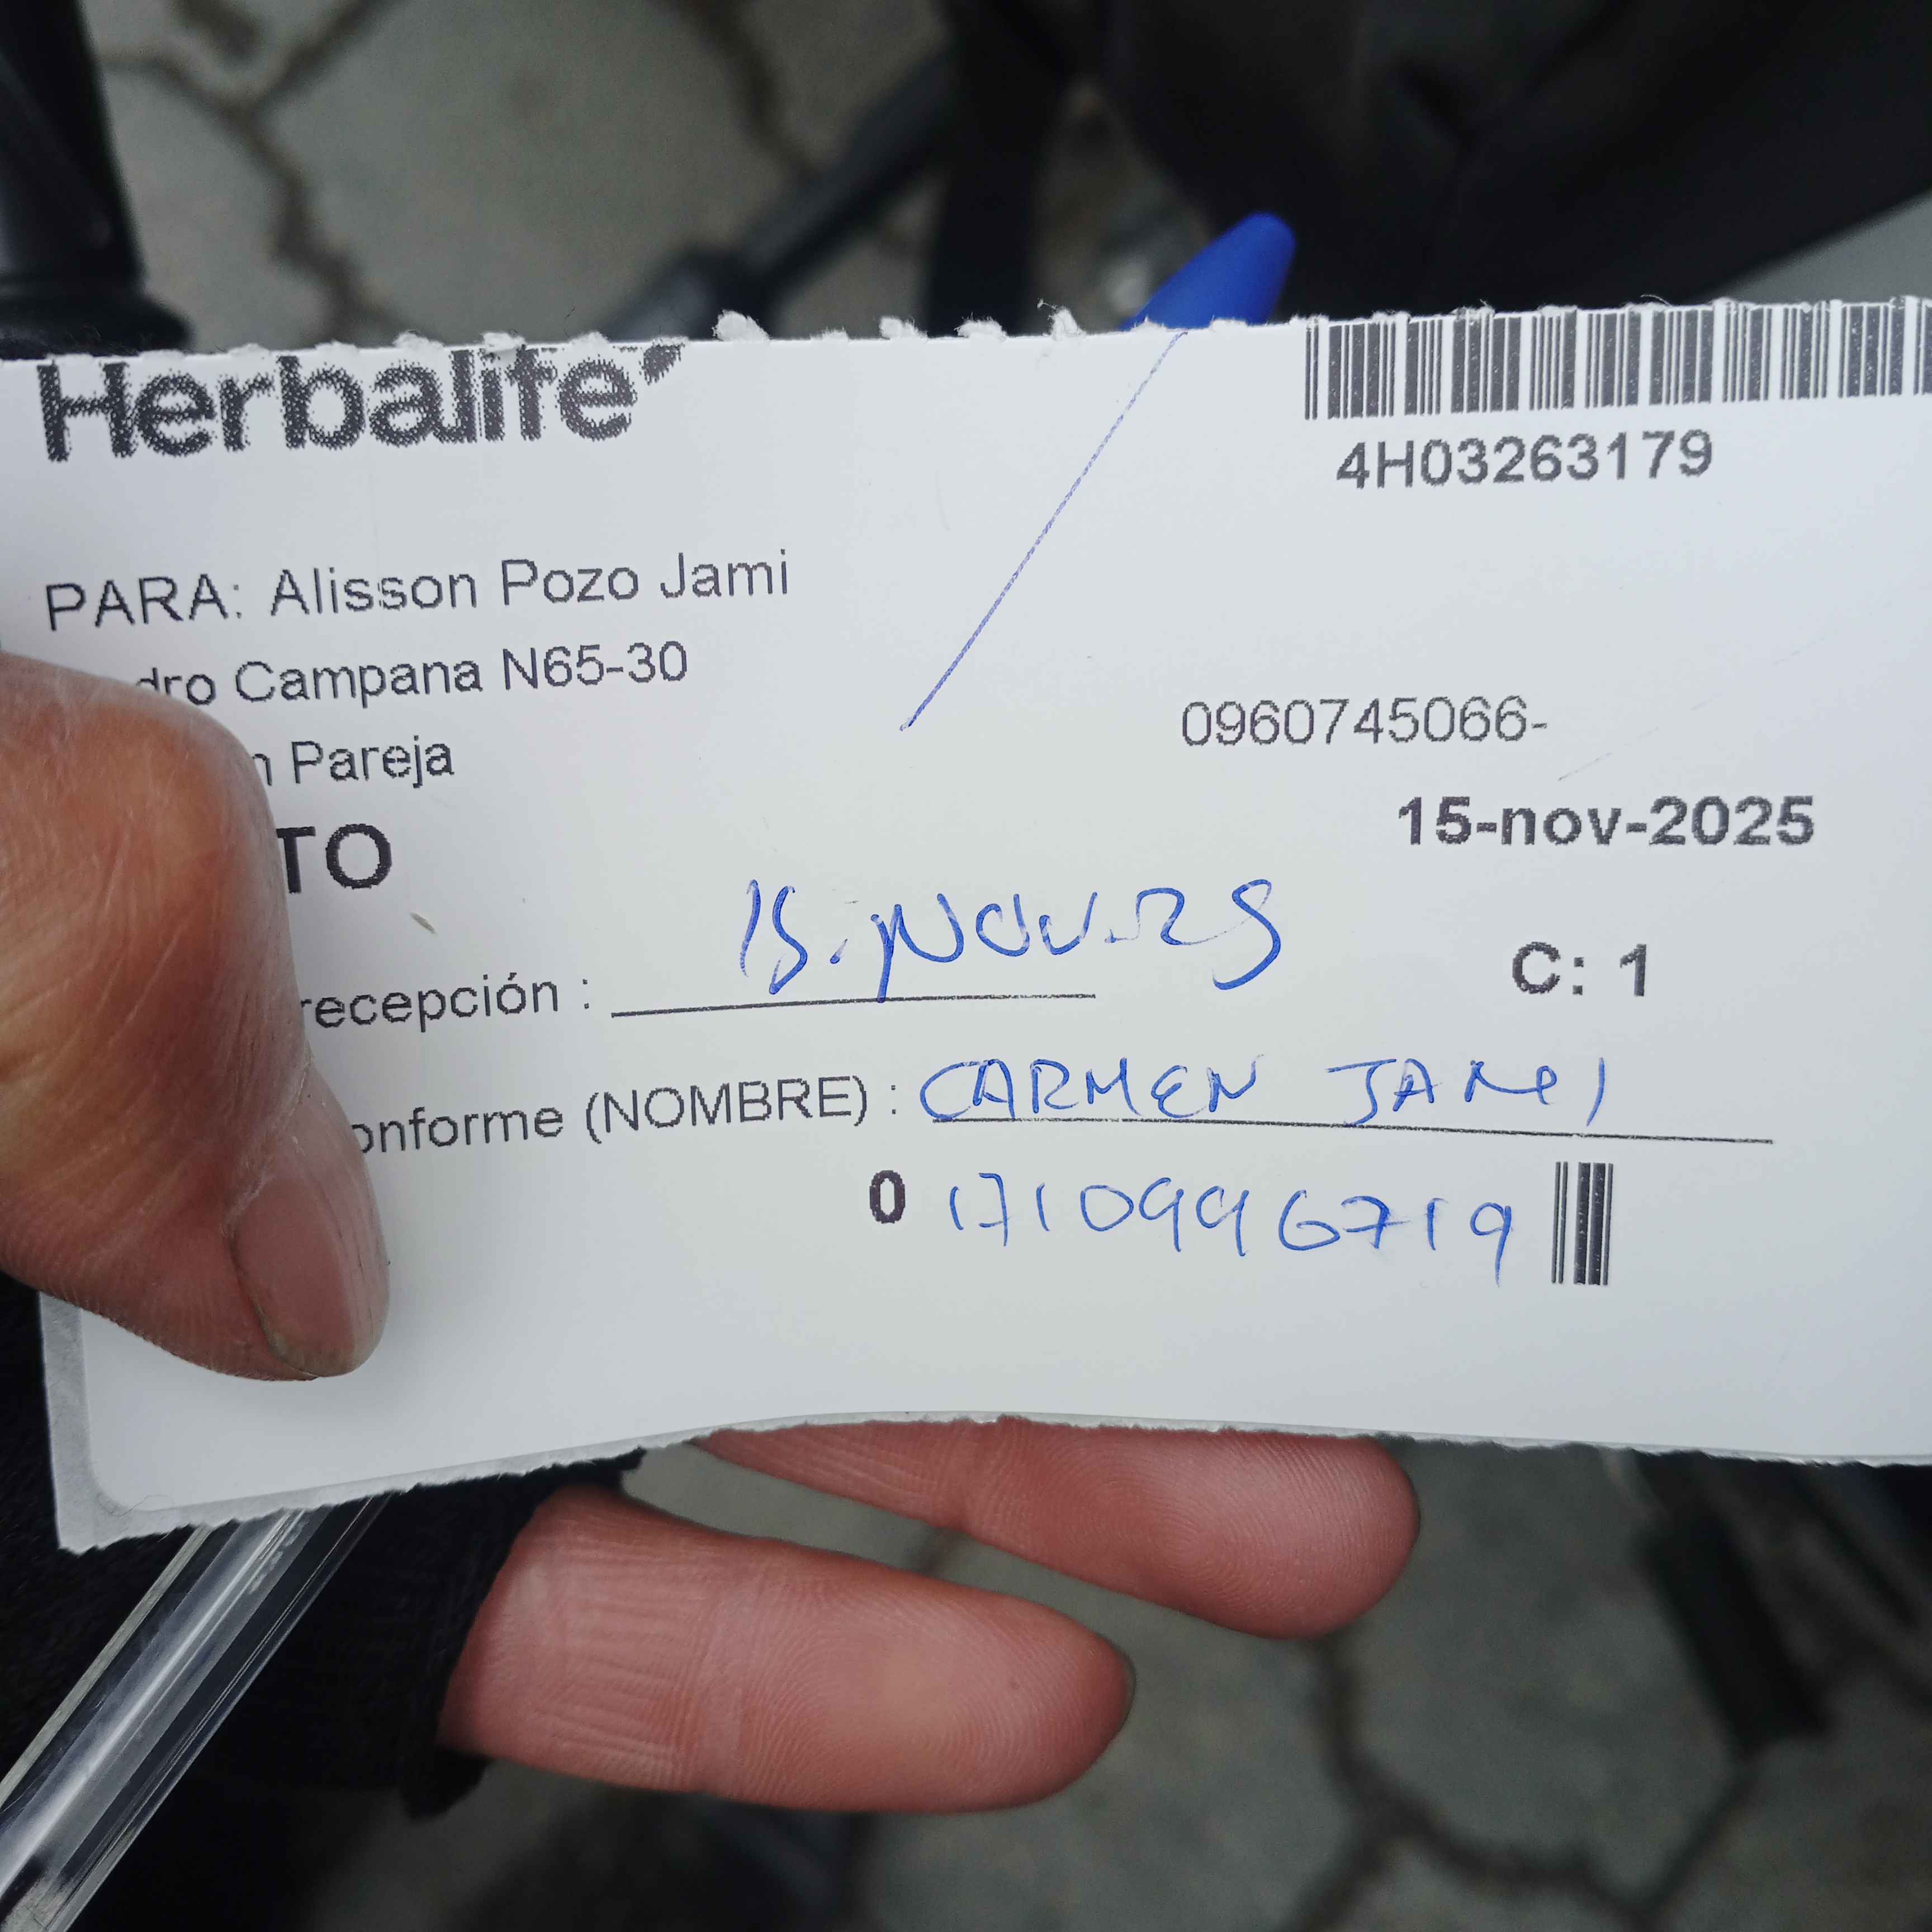 Herbalife
4H03263179
PARA: Alisson Pozo Jami
dro Campana N65-30
0960745066-
n Pareja
15-nov-2025
TO
recepción : 15.NOV.25
C: 1
onforme (NOMBRE) : CARMEN JAMI
0 1710996719